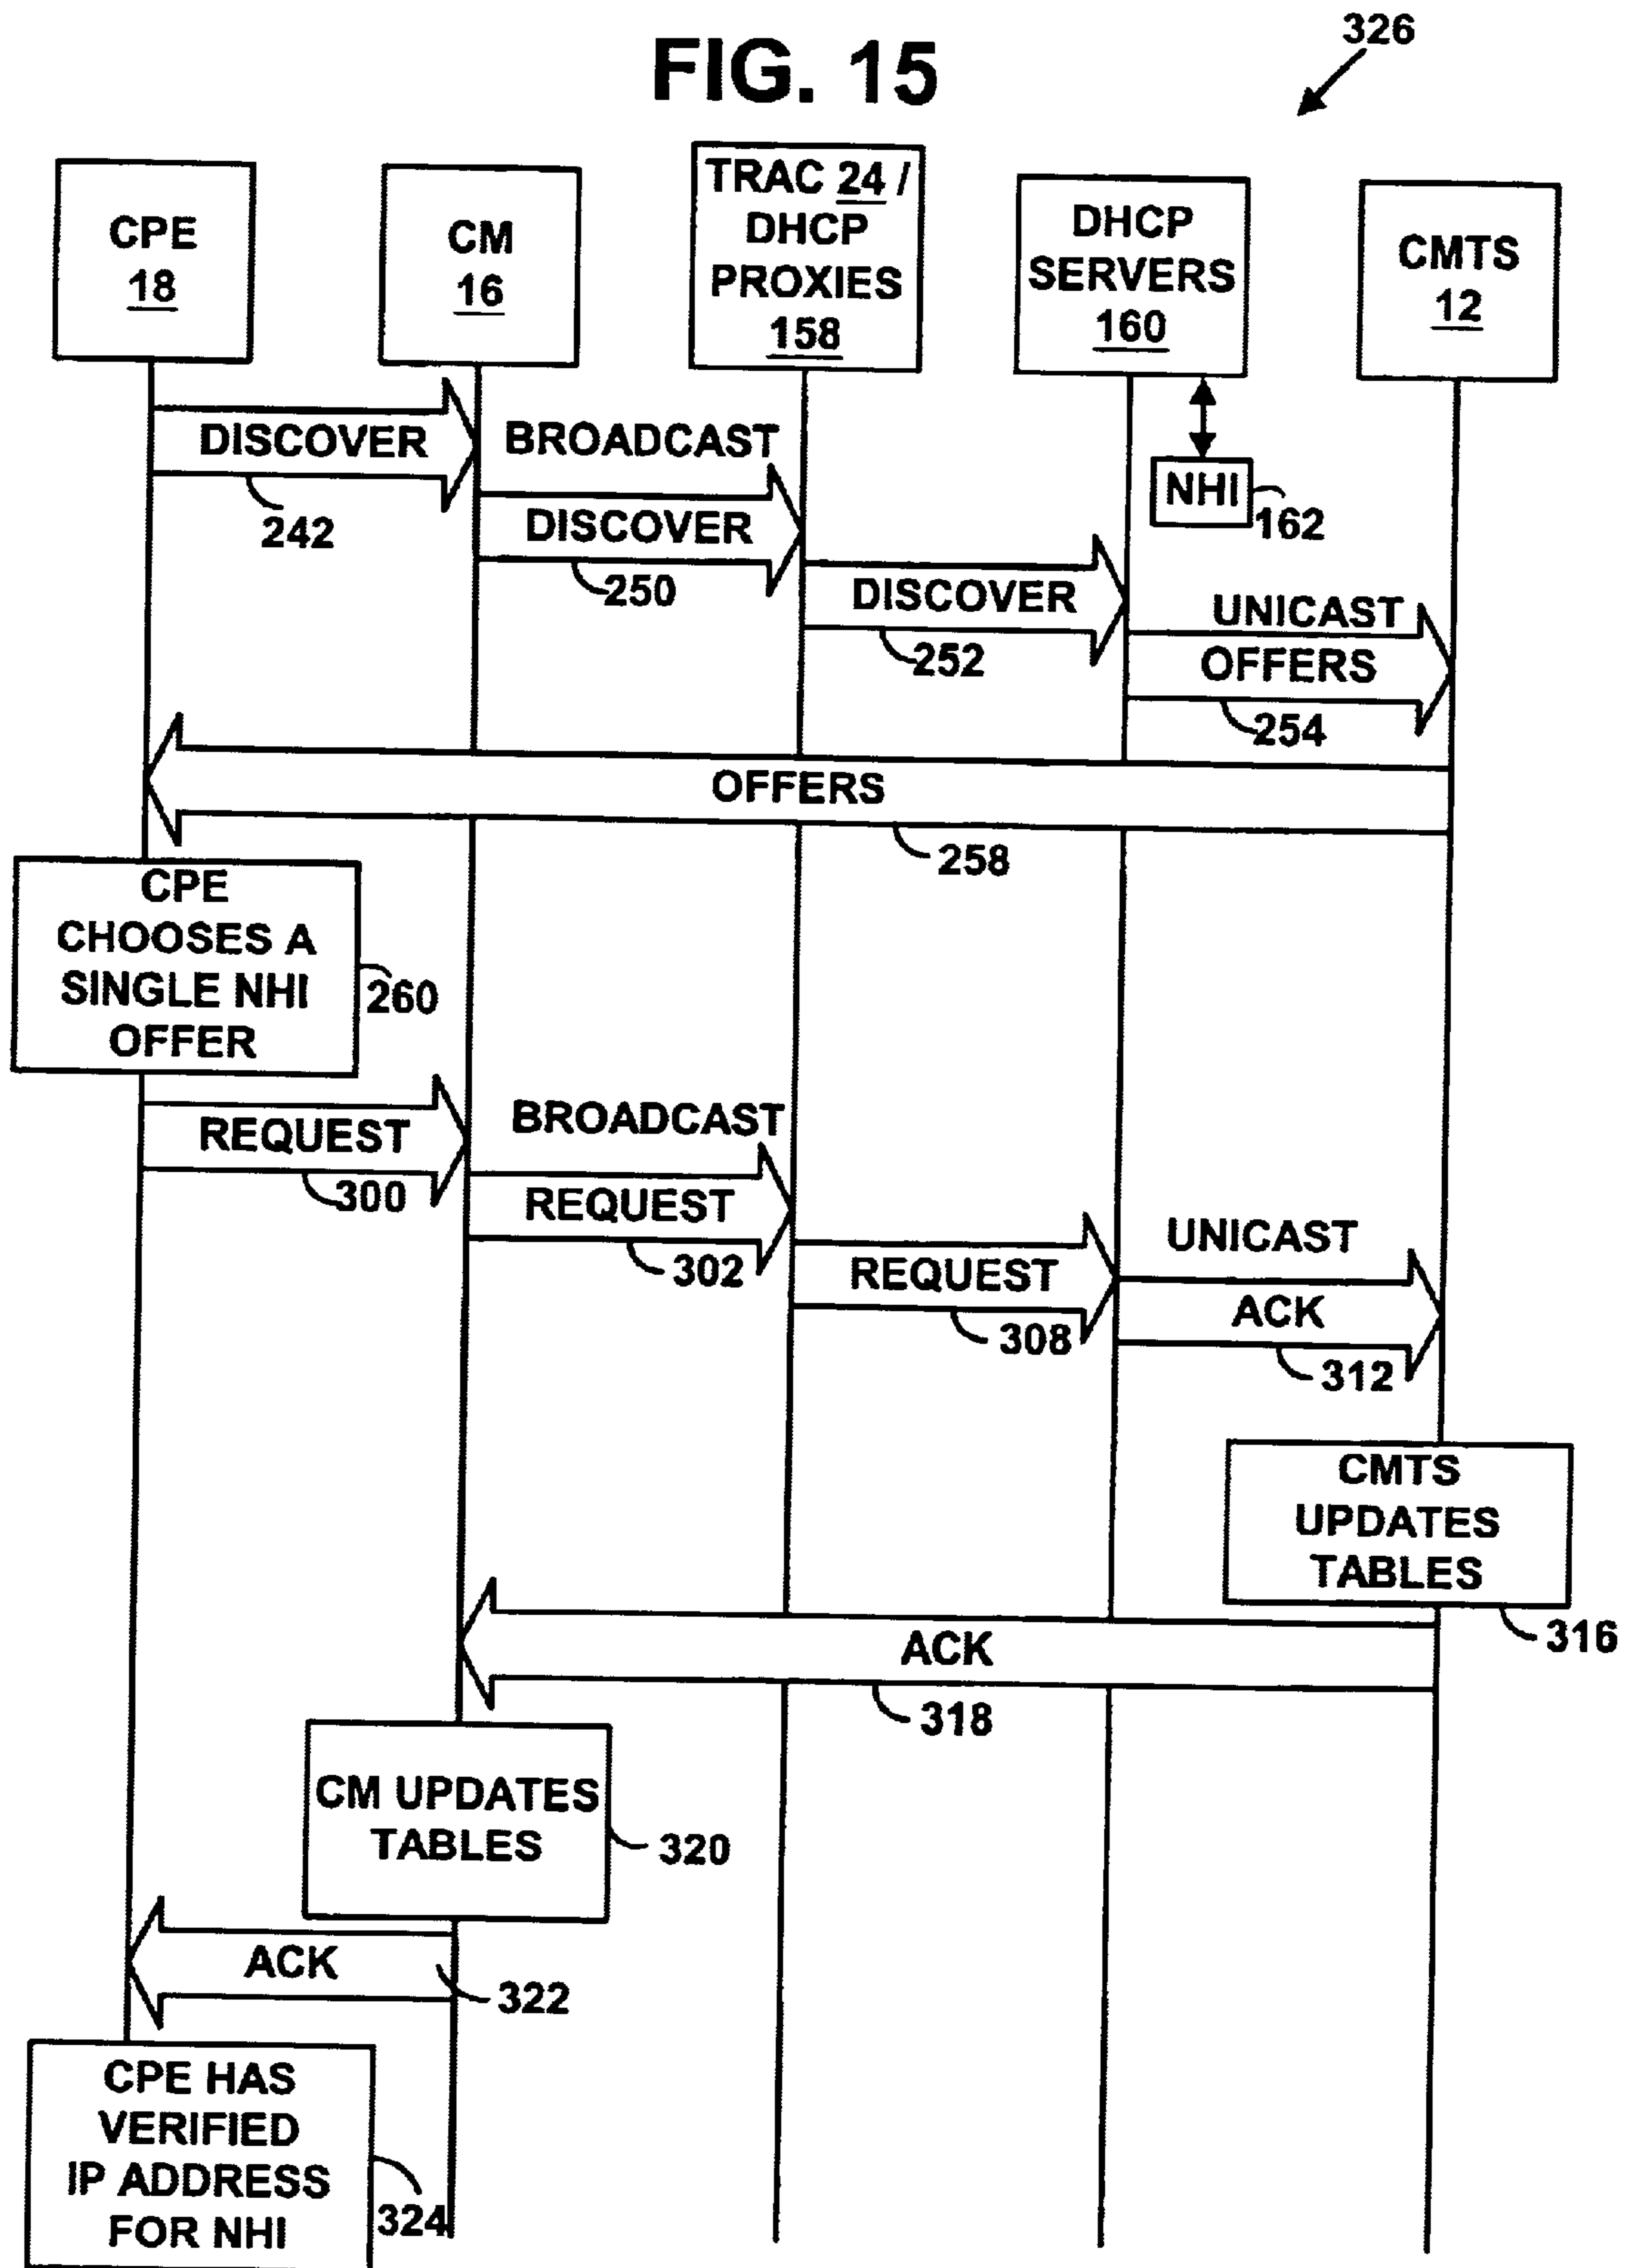 FIG. 15
326
CPE
18
CM
16
TRAC 24 /
DHCP
PROXIES
158
DHCP
SERVERS
160
CMTS
12
DISCOVER
242
BROADCAST
DISCOVER
250
NHI
162
DISCOVER
252
UNICAST
OFFERS
254
OFFERS
258
CPE
CHOOSES A
SINGLE NHI
OFFER
260
REQUEST
300
BROADCAST
REQUEST
302
REQUEST
308
UNICAST
ACK
312
CMTS
UPDATES
TABLES
316
ACK
318
CM UPDATES
TABLES
320
ACK
322
CPE HAS
VERIFIED
IP ADDRESS
FOR NHI
324